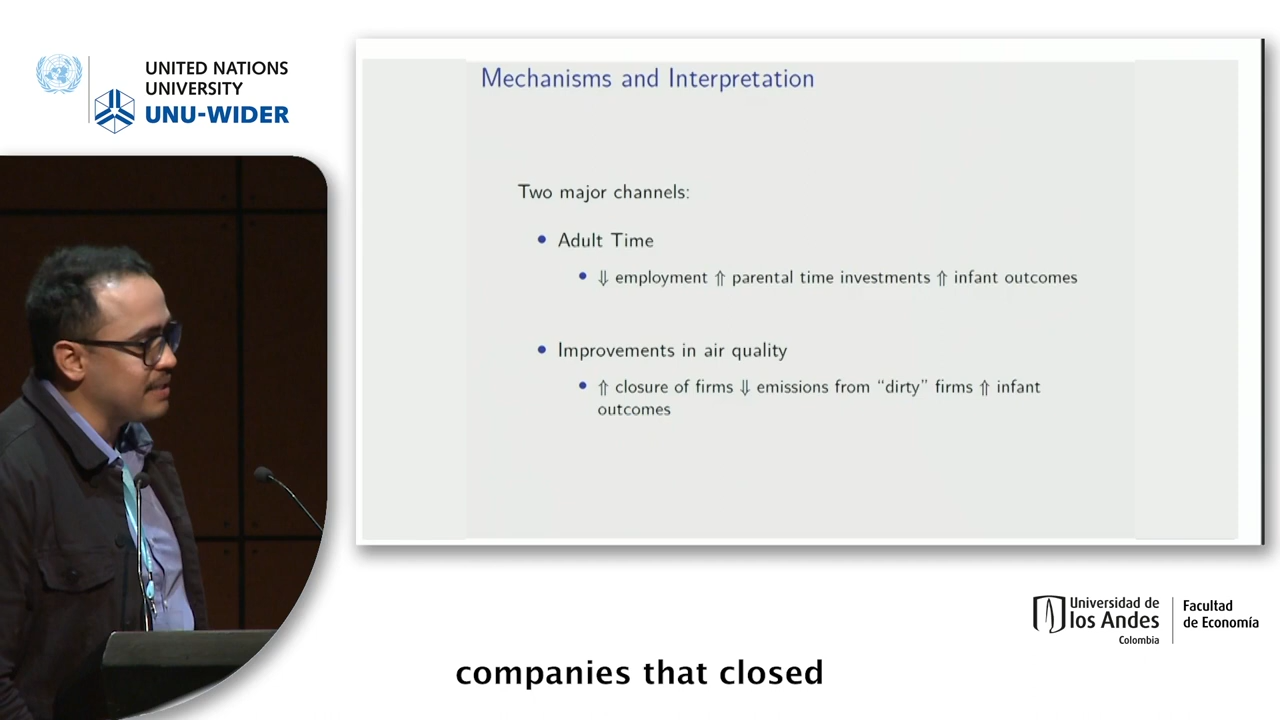 UNITED NATIONS
UNIVERSITY
UNU-WIDER
Mechanisms and Interpretation
Two major channels:
• Adult Time
• ⇓ employment ⇑ parental time investments ⇑ infant outcomes
• Improvements in air quality
• ⇑ closure of firms ⇓ emissions from “dirty” firms ⇑ infant
outcomes
Universidad de
los Andes
Colombia
Facultad
de Economía
companies that closed